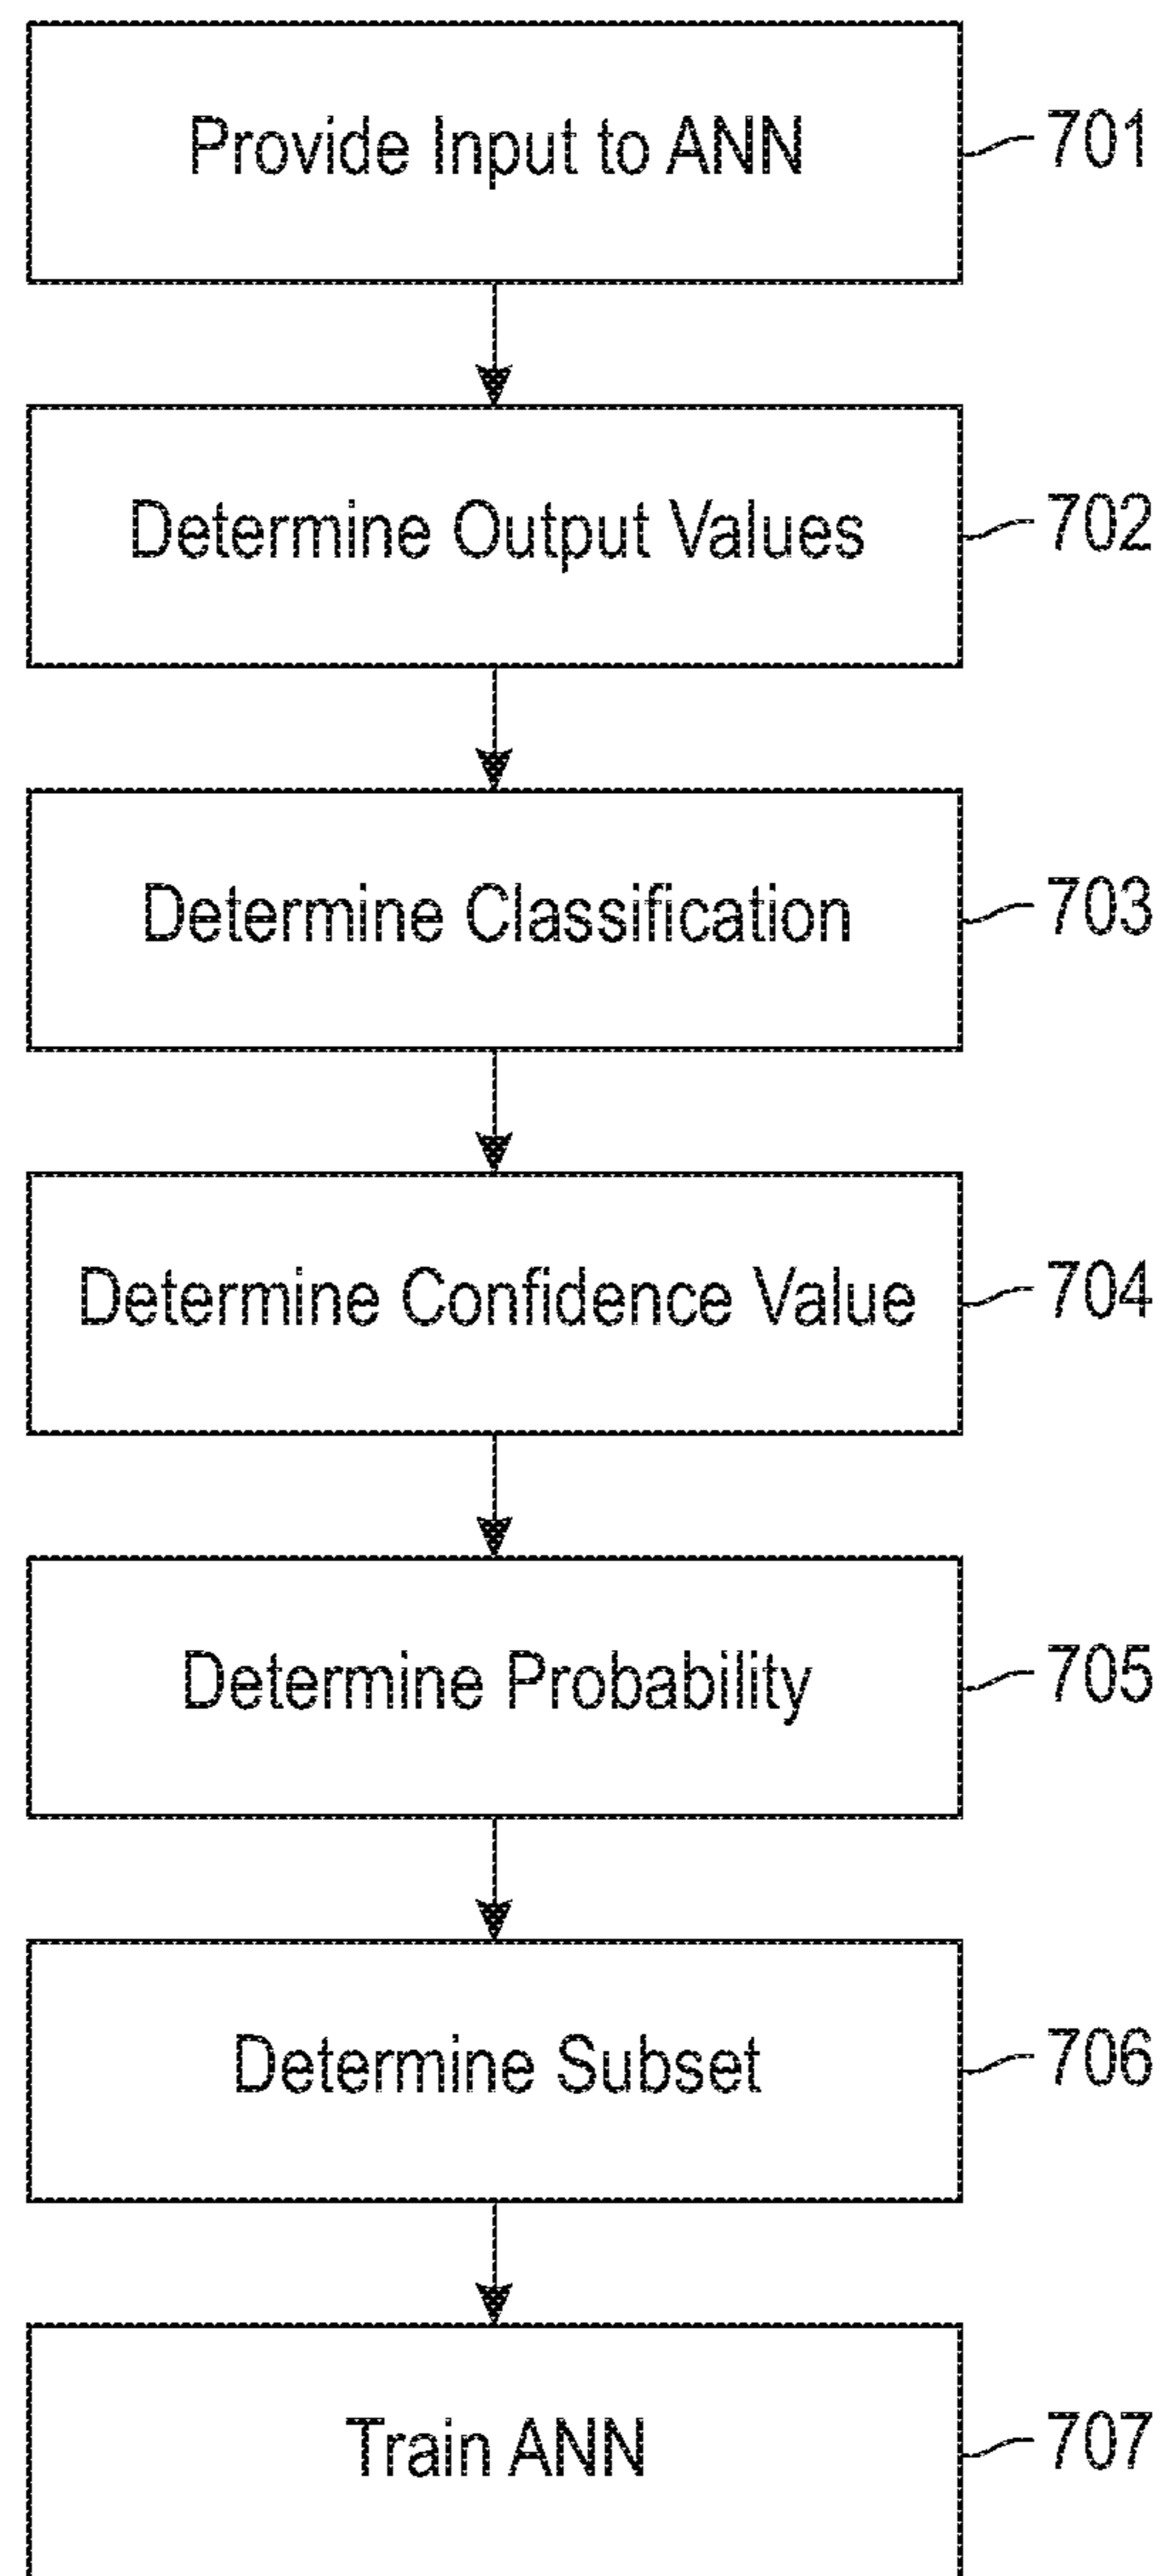 Provide Input to ANN 701
Determine Output Values 702
Determine Classification 703
Determine Confidence Value 704
Determine Probability 705
Determine Subset 706
Train ANN 707